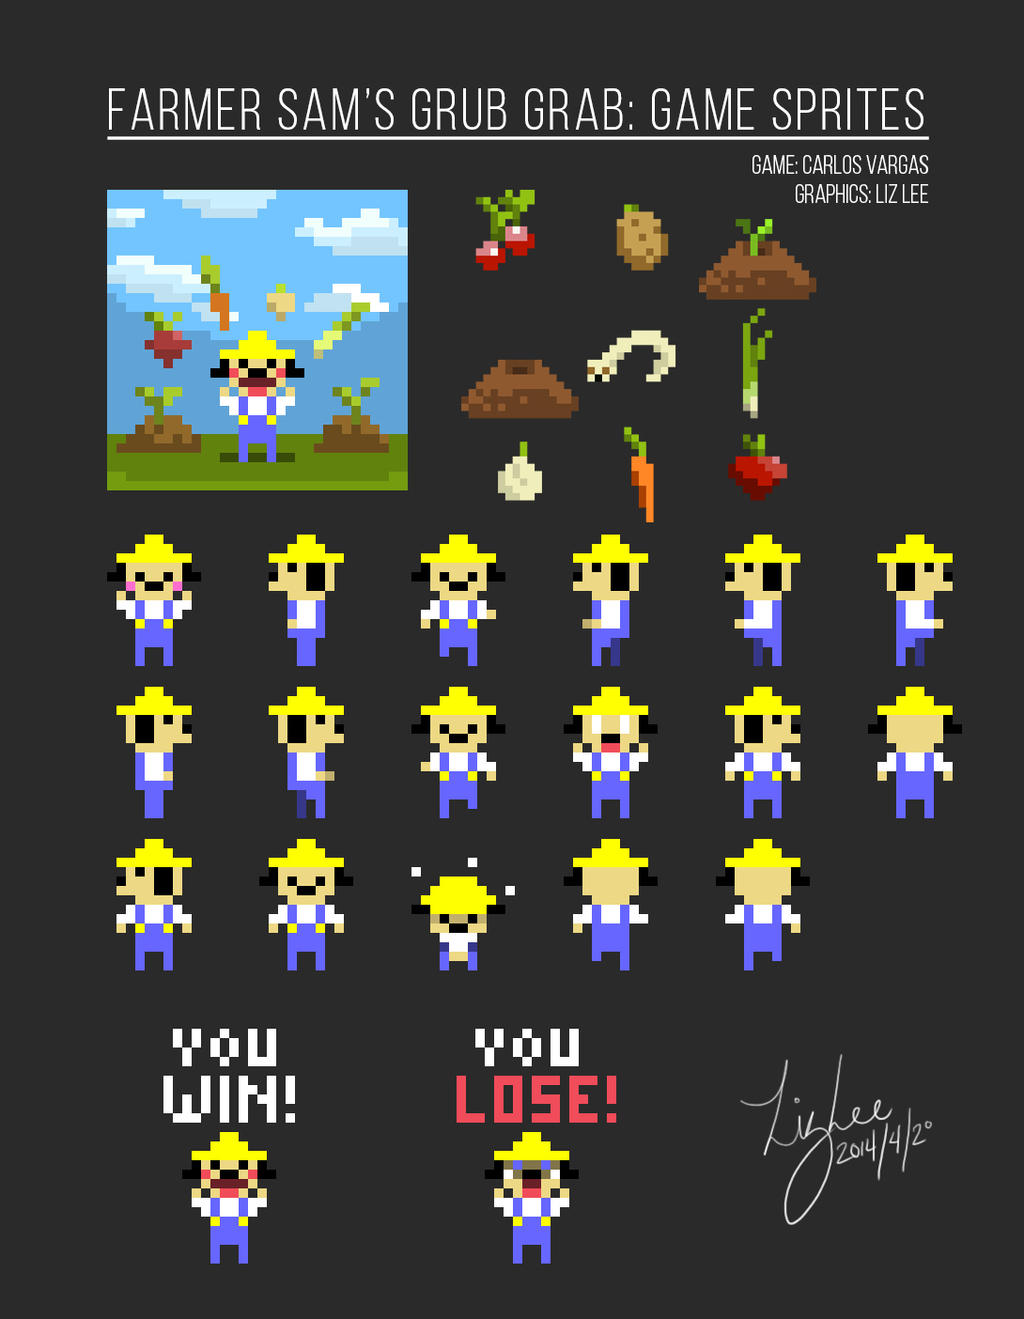 FARMER SAM'S GRUB GRAB: GAME SPRITES
GAME: CARLOS VARGAS
GRAPHICS: LIZ LEE
YOU
WIN!
YOU
LOSE!
Liz Lee
2014/4/20